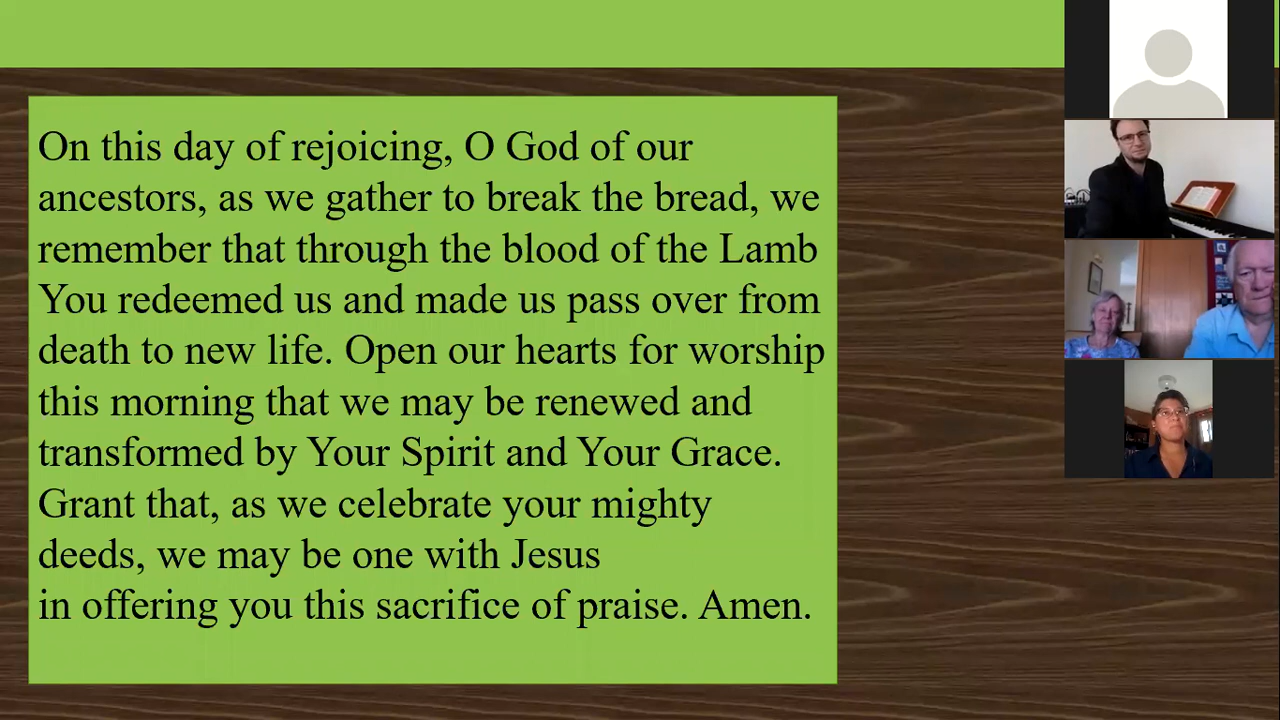 On this day of rejoicing, O God of our
ancestors, as we gather to break the bread, we
remember that through the blood of the Lamb
You redeemed us and made us pass over from
death to new life. Open our hearts for worship
this morning that we may be renewed and
transformed by Your Spirit and Your Grace.
Grant that, as we celebrate your mighty
deeds, we may be one with Jesus
in offering you this sacrifice of praise. Amen.